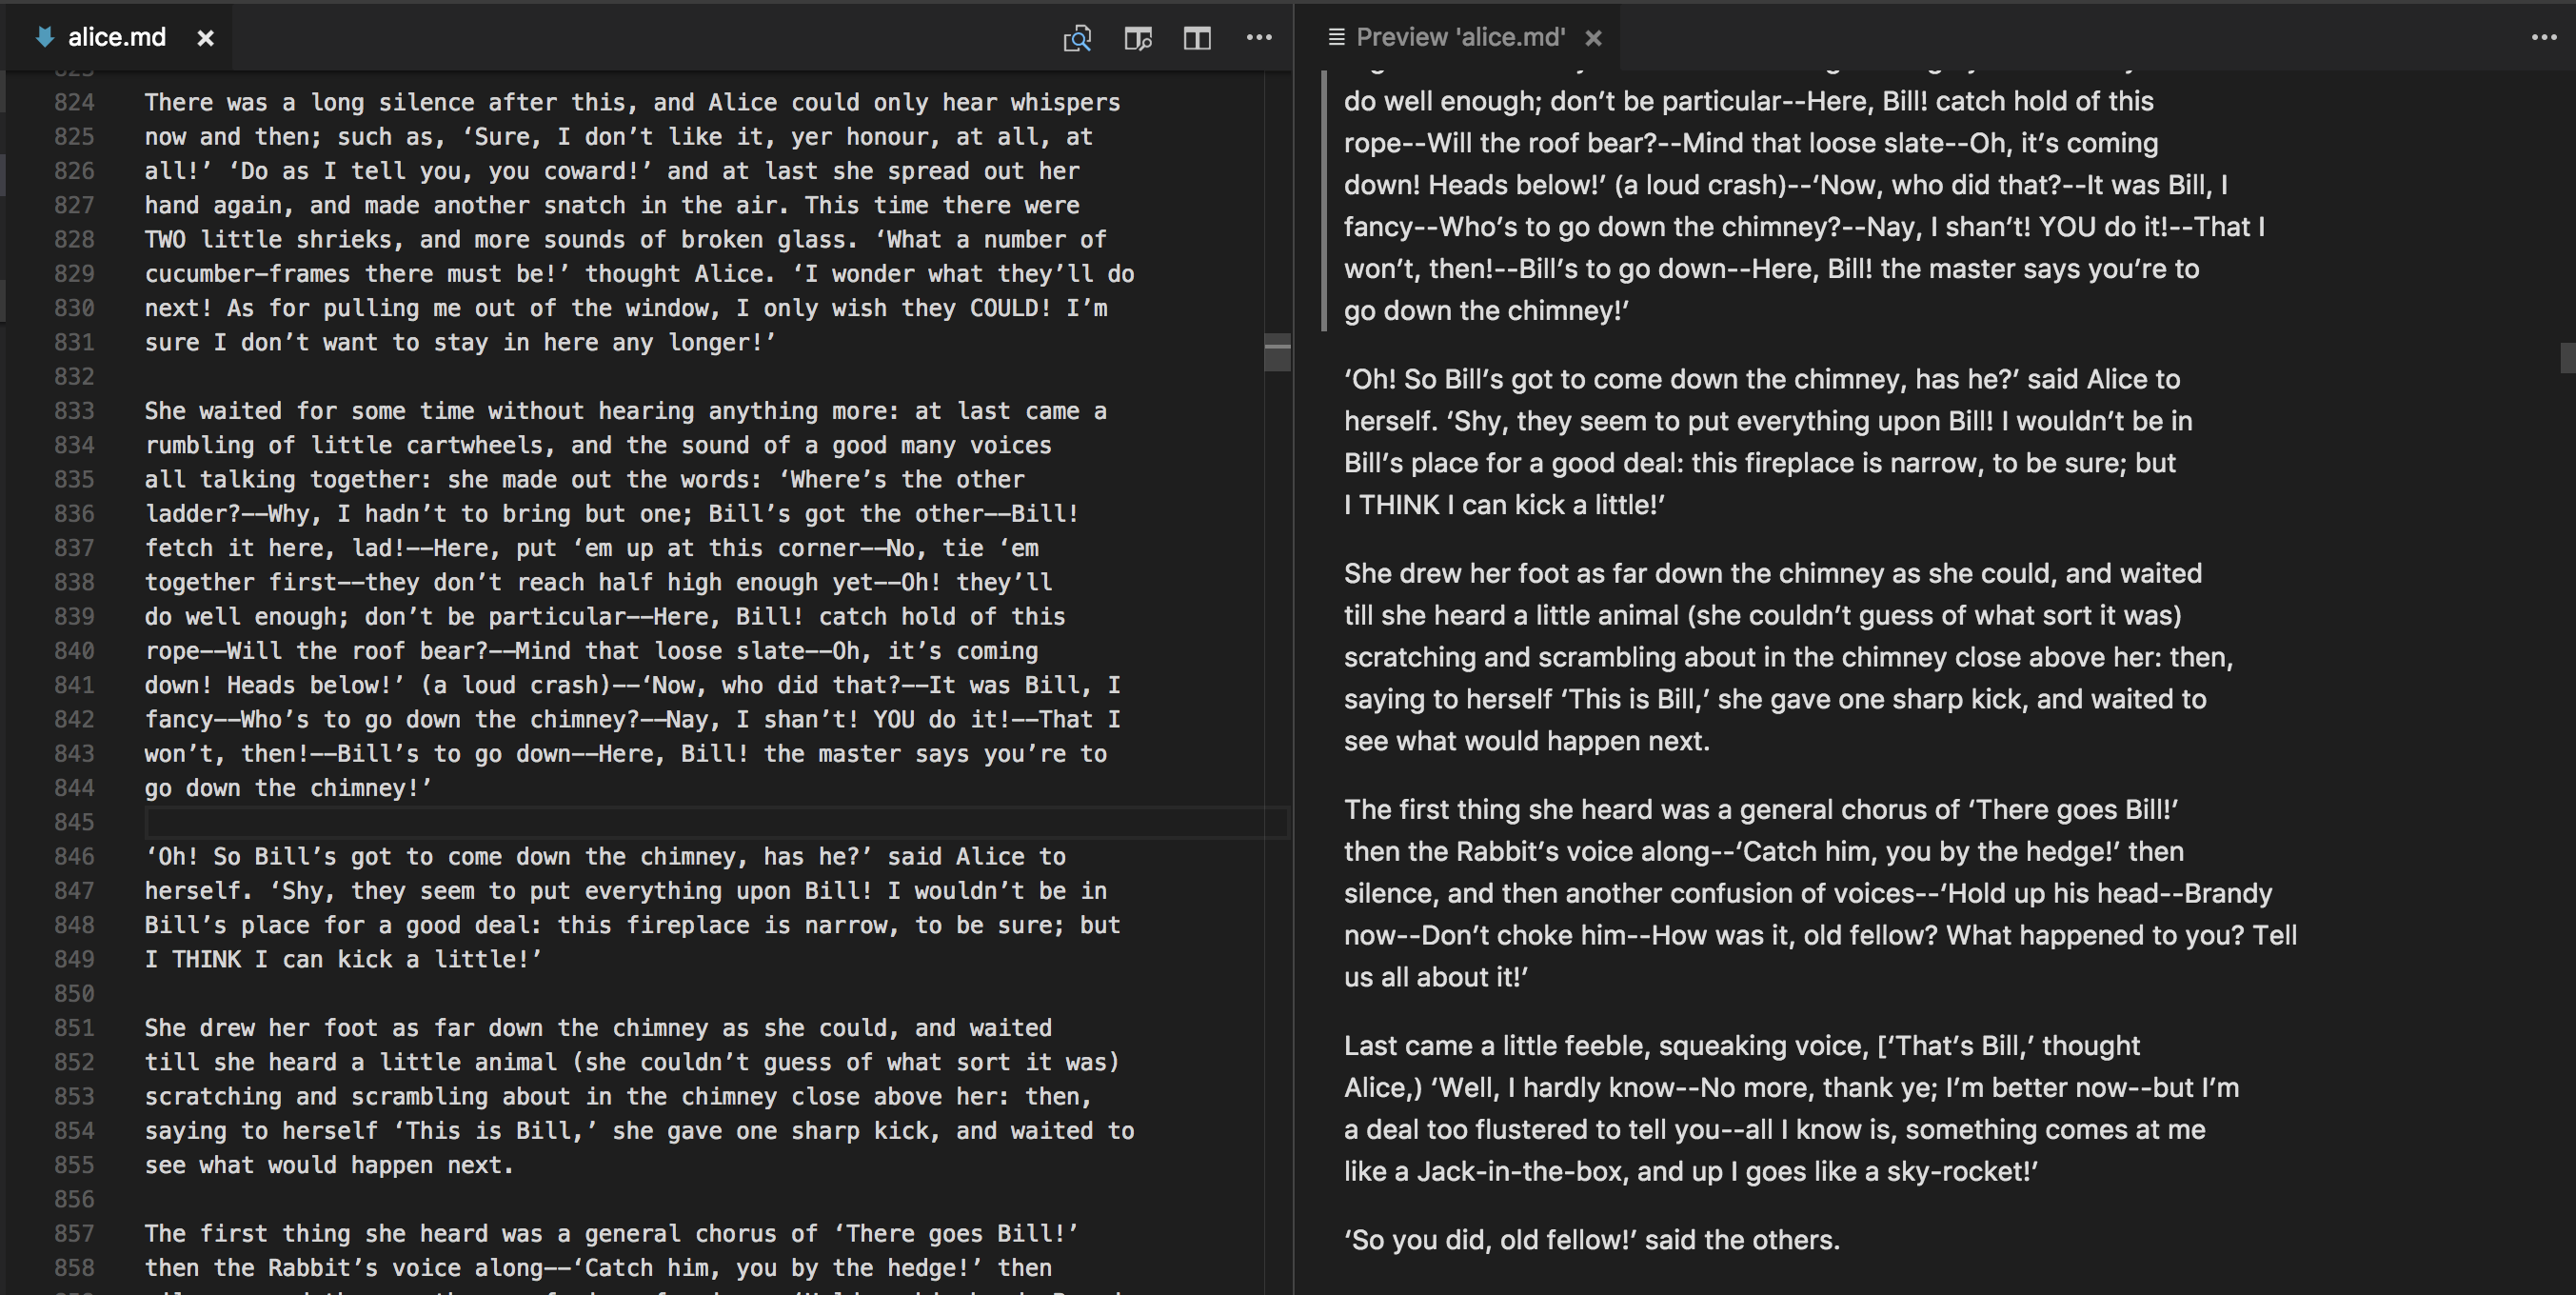 alice.md
Preview 'alice.md'
824 There was a long silence after this, and Alice could only hear whispers
825 now and then; such as, ‘Sure, I don’t like it, yer honour, at all, at
826 all!’ ‘Do as I tell you, you coward!’ and at last she spread out her
827 hand again, and made another snatch in the air. This time there were
828 TWO little shrieks, and more sounds of broken glass. ‘What a number of
829 cucumber-frames there must be!’ thought Alice. ‘I wonder what they’ll do
830 next! As for pulling me out of the window, I only wish they COULD! I’m
831 sure I don’t want to stay in here any longer!’
832
833 She waited for some time without hearing anything more: at last came a
834 rumbling of little cartwheels, and the sound of a good many voices
835 all talking together: she made out the words: ‘Where’s the other
836 ladder?--Why, I hadn’t to bring but one; Bill’s got the other--Bill!
837 fetch it here, lad!--Here, put ‘em up at this corner--No, tie ‘em
838 together first--they don’t reach half high enough yet--Oh! they’ll
839 do well enough; don’t be particular--Here, Bill! catch hold of this
840 rope--Will the roof bear?--Mind that loose slate--Oh, it’s coming
841 down! Heads below!’ (a loud crash)--‘Now, who did that?--It was Bill, I
842 fancy--Who’s to go down the chimney?--Nay, I shan’t! YOU do it!--That I
843 won’t, then!--Bill’s to go down--Here, Bill! the master says you’re to
844 go down the chimney!’
845
846 ‘Oh! So Bill’s got to come down the chimney, has he?’ said Alice to
847 herself. ‘Shy, they seem to put everything upon Bill! I wouldn’t be in
848 Bill’s place for a good deal: this fireplace is narrow, to be sure; but
849 I THINK I can kick a little!’
850
851 She drew her foot as far down the chimney as she could, and waited
852 till she heard a little animal (she couldn’t guess of what sort it was)
853 scratching and scrambling about in the chimney close above her: then,
854 saying to herself ‘This is Bill,’ she gave one sharp kick, and waited to
855 see what would happen next.
856
857 The first thing she heard was a general chorus of ‘There goes Bill!’
858 then the Rabbit’s voice along--‘Catch him, you by the hedge!’ then
do well enough; don’t be particular--Here, Bill! catch hold of this
rope--Will the roof bear?--Mind that loose slate--Oh, it’s coming
down! Heads below!’ (a loud crash)--‘Now, who did that?--It was Bill, I
fancy--Who’s to go down the chimney?--Nay, I shan’t! YOU do it!--That I
won’t, then!--Bill’s to go down--Here, Bill! the master says you’re to
go down the chimney!’
‘Oh! So Bill’s got to come down the chimney, has he?’ said Alice to
herself. ‘Shy, they seem to put everything upon Bill! I wouldn’t be in
Bill’s place for a good deal: this fireplace is narrow, to be sure; but
I THINK I can kick a little!’
She drew her foot as far down the chimney as she could, and waited
till she heard a little animal (she couldn’t guess of what sort it was)
scratching and scrambling about in the chimney close above her: then,
saying to herself ‘This is Bill,’ she gave one sharp kick, and waited to
see what would happen next.
The first thing she heard was a general chorus of ‘There goes Bill!’
then the Rabbit’s voice along--‘Catch him, you by the hedge!’ then
silence, and then another confusion of voices--‘Hold up his head--Brandy
now--Don’t choke him--How was it, old fellow? What happened to you? Tell
us all about it!’
Last came a little feeble, squeaking voice, [‘That’s Bill,’ thought
Alice,) ‘Well, I hardly know--No more, thank ye; I’m better now--but I’m
a deal too flustered to tell you--all I know is, something comes at me
like a Jack-in-the-box, and up I goes like a sky-rocket!’
‘So you did, old fellow!’ said the others.